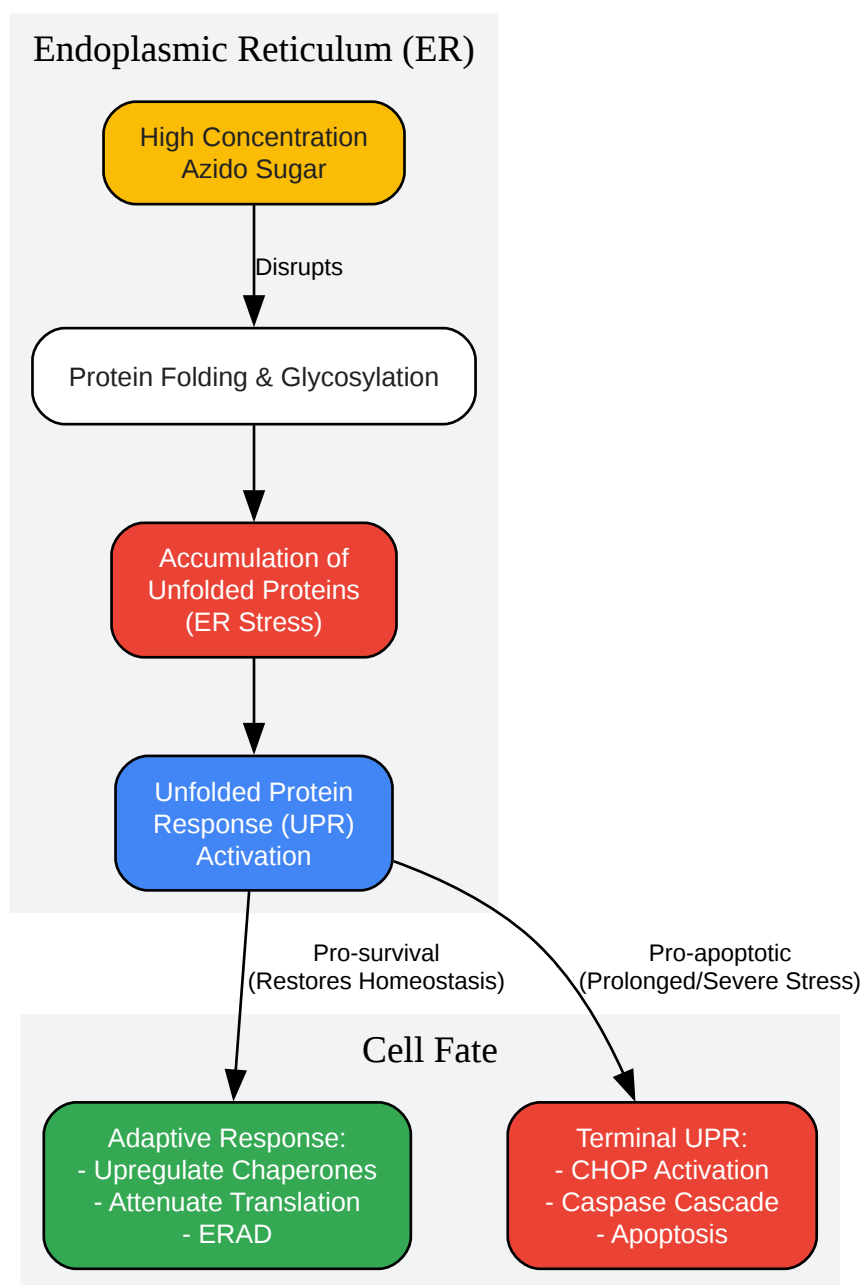 Endoplasmic Reticulum (ER)
High Concentration
Azido Sugar
Disrupts
Protein Folding & Glycosylation
Accumulation of
Unfolded Proteins
(ER Stress)
Unfolded Protein
Response (UPR)
Activation
Pro-survival
(Restores Homeostasis)
Pro-apoptotic
(Prolonged/Severe Stress)
Cell Fate
Adaptive Response:
- Upregulate Chaperones
- Attenuate Translation
- ERAD
Terminal UPR:
- CHOP Activation
- Caspase Cascade
- Apoptosis